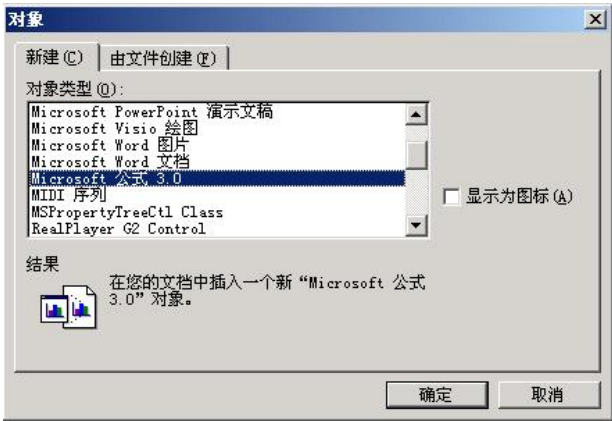 对象
新建(C) 由文件创建(F)
对象类型(O):
Microsoft PowerPoint 演示文稿
Microsoft Visio 绘图
Microsoft Word 图片
Microsoft Word 文档
Microsoft 公式 3.0
MIDI 序列
MSPropertyTreeCtl Class
RealPlayer G2 Control
显示为图标(A)
结果
在您的文档中插入一个新“Microsoft 公式
3.0”对象。
确定 取消